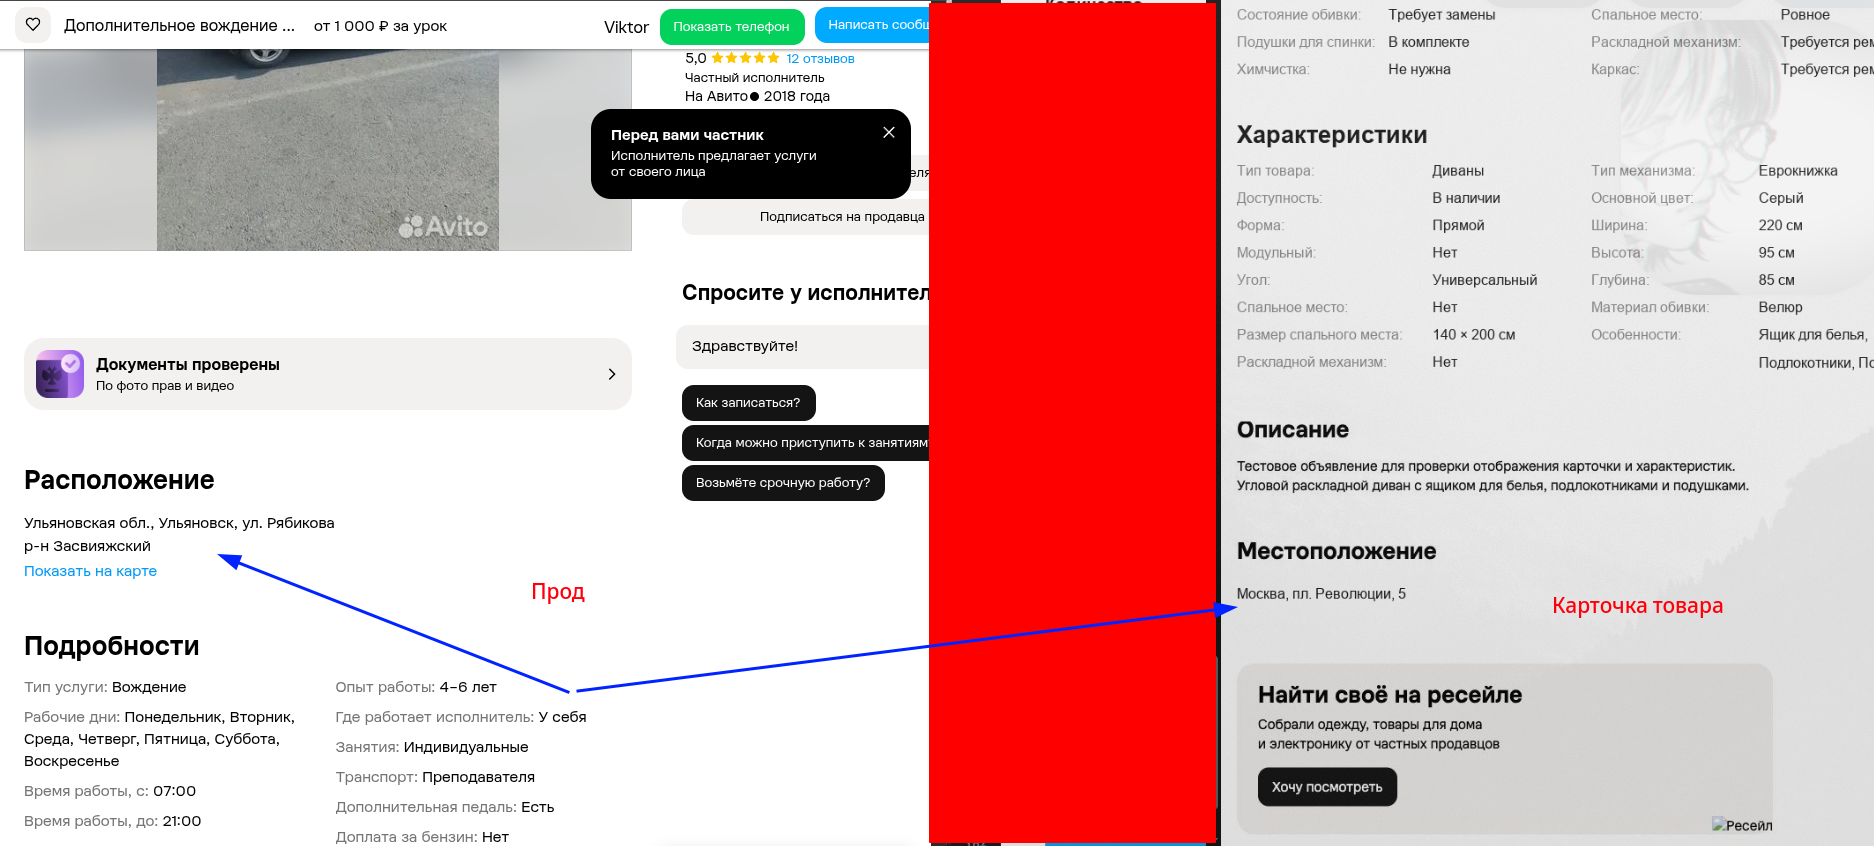 Дополнительное вождение ...
от 1 000 ₽ за урок
Viktor
Показать телефон
Написать сообщ
5,0
12 отзывов
Частный исполнитель
На Авито
2018 года
Перед вами частник
Исполнитель предлагает услуги
от своего лица
Подписаться на продавца
Avito
Спросите у исполнител
Здравствуйте!
Как записаться?
Когда можно приступить к занятиям
Возьмёте срочную работу?
Документы проверены
По фото прав и видео
Расположение
Ульяновская обл., Ульяновск, ул. Рябикова
р-н Засвияжский
Показать на карте
Прод
Подробности
Тип услуги: Вождение
Рабочие дни: Понедельник, Вторник,
Среда, Четверг, Пятница, Суббота,
Воскресенье
Время работы, с: 07:00
Время работы, до: 21:00
Опыт работы: 4–6 лет
Где работает исполнитель: У себя
Занятия: Индивидуальные
Транспорт: Преподавателя
Дополнительная педаль: Есть
Доплата за бензин: Нет
Состояние обивки: Требует замены
Подушки для спинки: В комплекте
Химчистка: Не нужна
Спальное место: Ровное
Раскладной механизм: Требуется рем
Каркас: Требуется рем
Характеристики
Тип товара: Диваны
Доступность: В наличии
Форма: Прямой
Модульный: Нет
Угол: Универсальный
Спальное место: Нет
Размер спального места: 140 × 200 см
Раскладной механизм: Нет
Тип механизма: Еврокнижка
Основной цвет: Серый
Ширина: 220 см
Высота: 95 см
Глубина: 85 см
Материал обивки: Велюр
Особенности: Ящик для белья,
Подлокотники, По
Описание
Тестовое объявление для проверки отображения карточки и характеристик.
Угловой раскладной диван с ящиком для белья, подлокотниками и подушками.
Местоположение
Москва, пл. Революции, 5
Карточка товара
Найти своё на ресейле
Собрали одежду, товары для дома
и электронику от частных продавцов
Хочу посмотреть
Ресейл